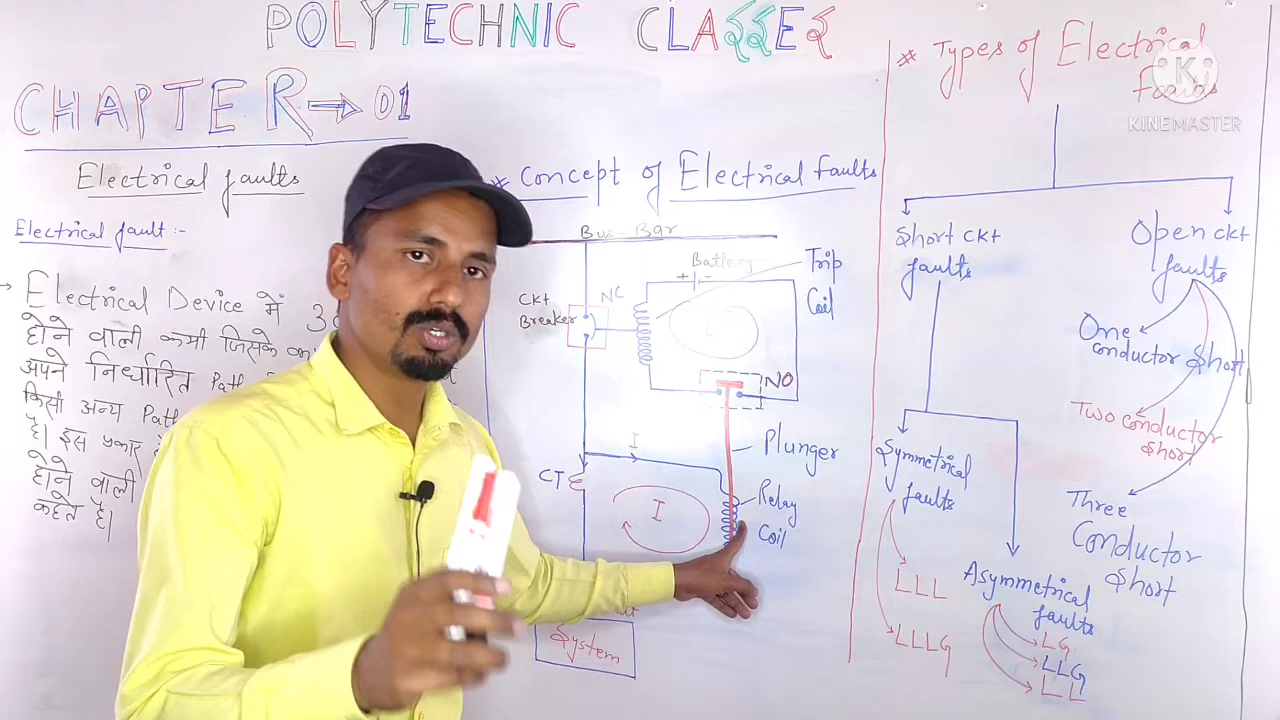 POLYTECHNIC CLASSES
CHAPTER → 01
Electrical faults
Electrical fault :-
→ Electrical Device में
होने वाली कमी जिसके
अपने निर्धारित Path
किसी अन्य Path
है। इस प्रकार
होने वाली
कहते है।
* Concept of Electrical Faults
Bus-Bar
Battery
+ -
Trip
Coil
Ckt
Breaker
NC
I
NO
Plunger
I
CT
I
Relay
Coil
System
* Types of Electrical
Faults
KINEMASTER
Short Ckt
faults
Open ckt
faults
One
conductor Short
Two conductor
Short
Three
Conductor
Short
Symmetrical
faults
LLL
LLLG
Asymmetrical
faults
LG
LLG
LL